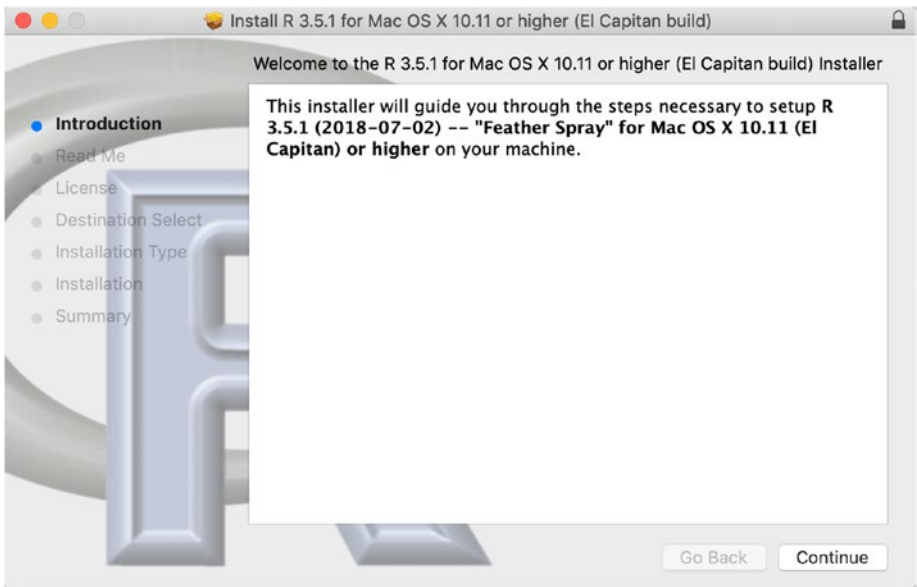 Install R 3.5.1 for Mac OS X 10.11 or higher (El Capitan build)
Welcome to the R 3.5.1 for Mac OS X 10.11 or higher (El Capitan build) Installer
Introduction
Read Me
License
Destination Select
Installation Type
Installation
Summary
This installer will guide you through the steps necessary to setup R
3.5.1 (2018-07-02) -- "Feather Spray" for Mac OS X 10.11 (El
Capitan) or higher on your machine.
Go Back
Continue